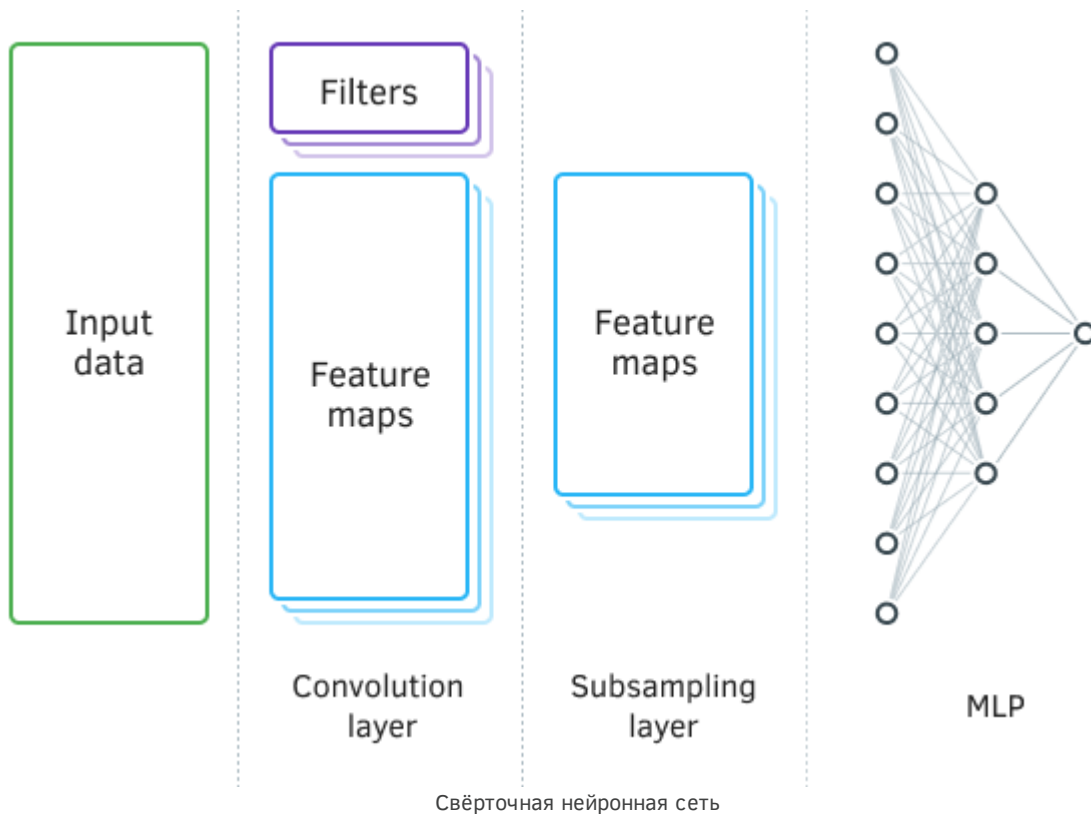 Filters
Input
data
Feature
maps
Feature
maps
Convolution
layer
Subsampling
layer
MLP
Свёрточная нейронная сеть